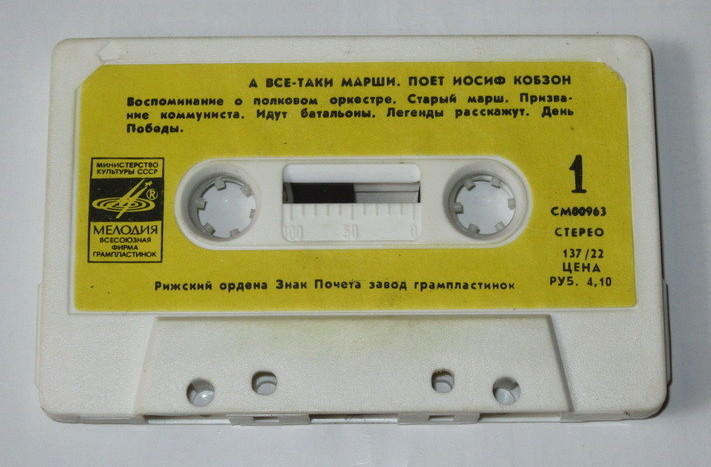 А ВСЕ-ТАКИ МАРШИ. ПОЕТ ИОСИФ КОБЗОН
Воспоминание о полковом оркестре. Старый марш. Призва-
ние коммуниста. Идут батальоны. Легенды расскажут. День
Победы.
МИНИСТЕРСТВО
КУЛЬТУРЫ СССР
®
МЕЛОДИЯ
ВСЕСОЮЗНАЯ
ФИРМА
ГРАМПЛАСТИНОК
100 50 0
1
СМ00963
СТЕРЕО
137/22
ЦЕНА
РУБ. 4,10
Рижский ордена Знак Почета завод грампластинок